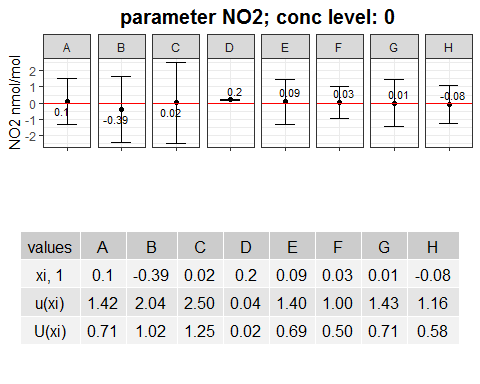 parameter NO2; conc level: 0
A B C D E F G H
NO2 nmol/mol
2
1
0
-1
-2
0.1 -0.39 0.02 0.2 0.09 0.03 0.01 -0.08
values A B C D E F G H
xi, 1 0.1 -0.39 0.02 0.2 0.09 0.03 0.01 -0.08
u(xi) 1.42 2.04 2.50 0.04 1.40 1.00 1.43 1.16
U(xi) 0.71 1.02 1.25 0.02 0.69 0.50 0.71 0.58